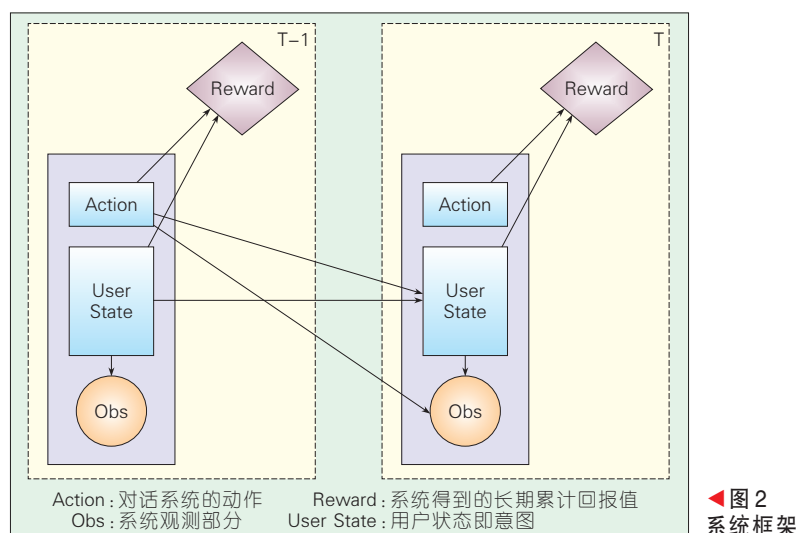 T–1
Reward
Action
User
State
Obs
T
Reward
Action
User
State
Obs
Action：对话系统的动作 Reward：系统得到的长期累计回报值
Obs：系统观测部分 User State：用户状态即意图
◀图 2
系统框架